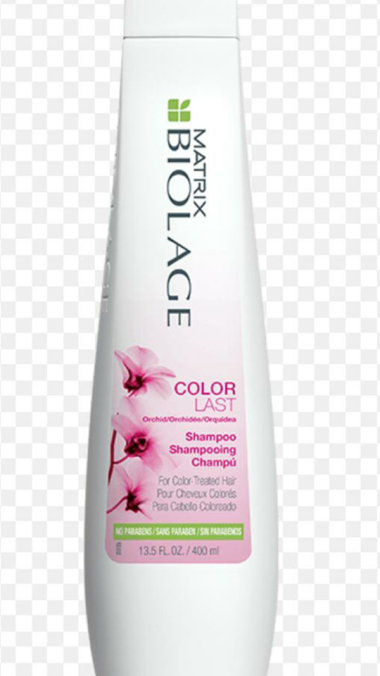 MATRIX
BIOLAGE
COLOR
LAST
Orchid/Orchidée/Orquídea
Shampoo
Shampooing
Champú
For Color-Treated Hair
Pour Cheveux Colorés
Para Cabello Coloreado
NO PARABENS / SANS PARABEN / SIN PARABENOS
13.5 FL. OZ. / 400 ml